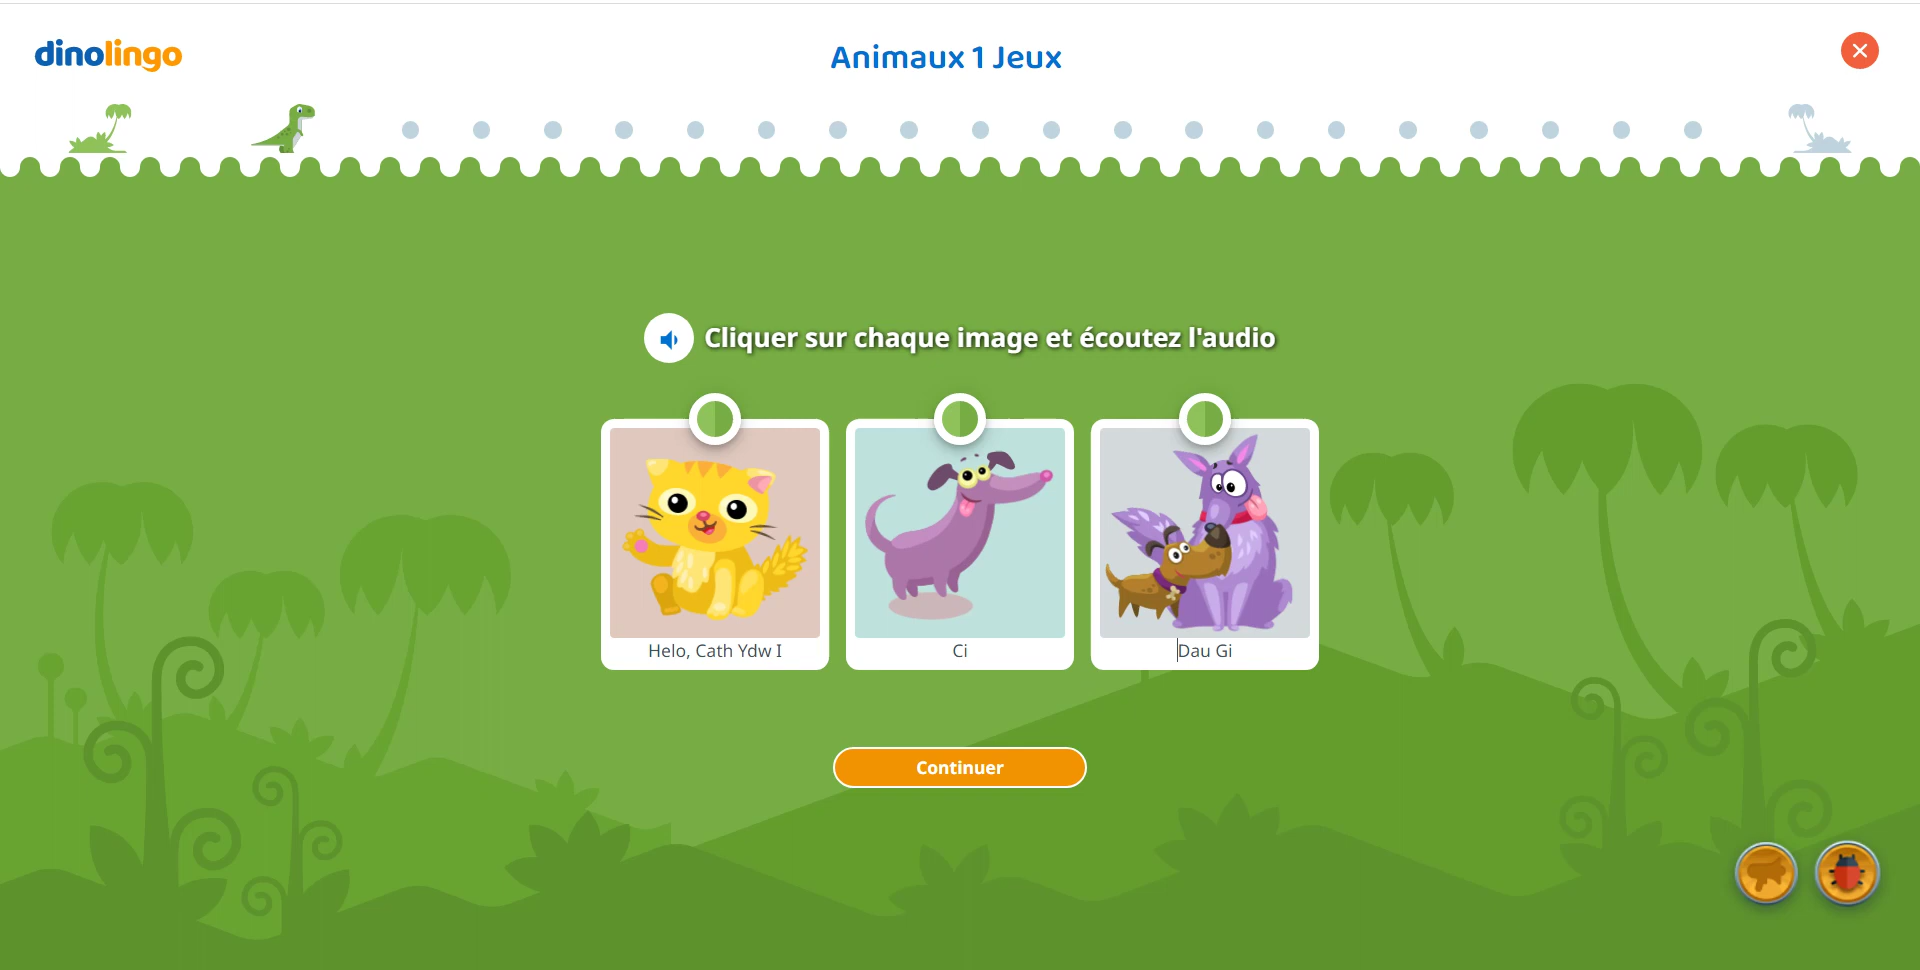 dinolingo
Animaux 1 Jeux
Cliquer sur chaque image et écoutez l'audio
Helo, Cath Ydw I
Ci
Dau Gi
Continuer